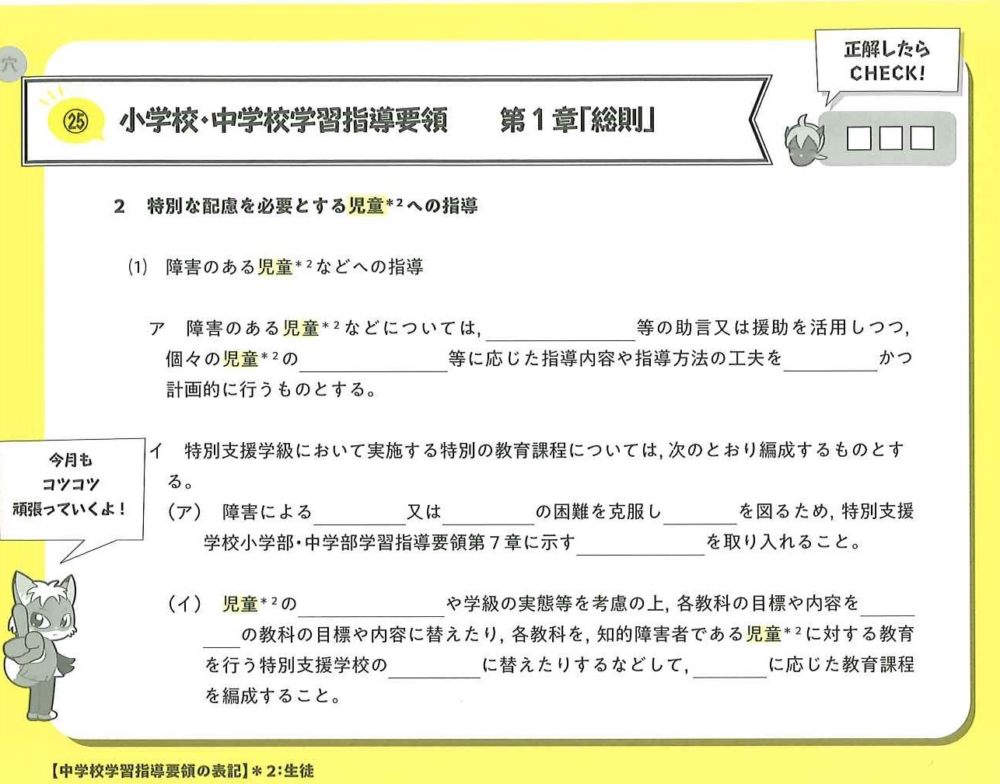 穴
正解したら
CHECK!
㉕ 小学校・中学校学習指導要領 第1章「総則」
2 特別な配慮を必要とする児童*2への指導
(1) 障害のある児童*2などへの指導
ア 障害のある児童*2などについては,________等の助言又は援助を活用しつつ,
個々の児童*2の________等に応じた指導内容や指導方法の工夫を_____かつ
計画的に行うものとする。
イ 特別支援学級において実施する特別の教育課程については,次のとおり編成するものとす
る。
(ア) 障害による_____又は_____の困難を克服し____を図るため,特別支援
学校小学部・中学部学習指導要領第7章に示す_______を取り入れること。
(イ) 児童*2の________や学級の実態等を考慮の上,各教科の目標や内容を___
__の教科の目標や内容に替えたり,各教科を,知的障害者である児童*2に対する教育
を行う特別支援学校の_____に替えたりするなどして,____に応じた教育課程
を編成すること。
今月も
コツコツ
頑張っていくよ!
【中学校学習指導要領の表記】*2:生徒